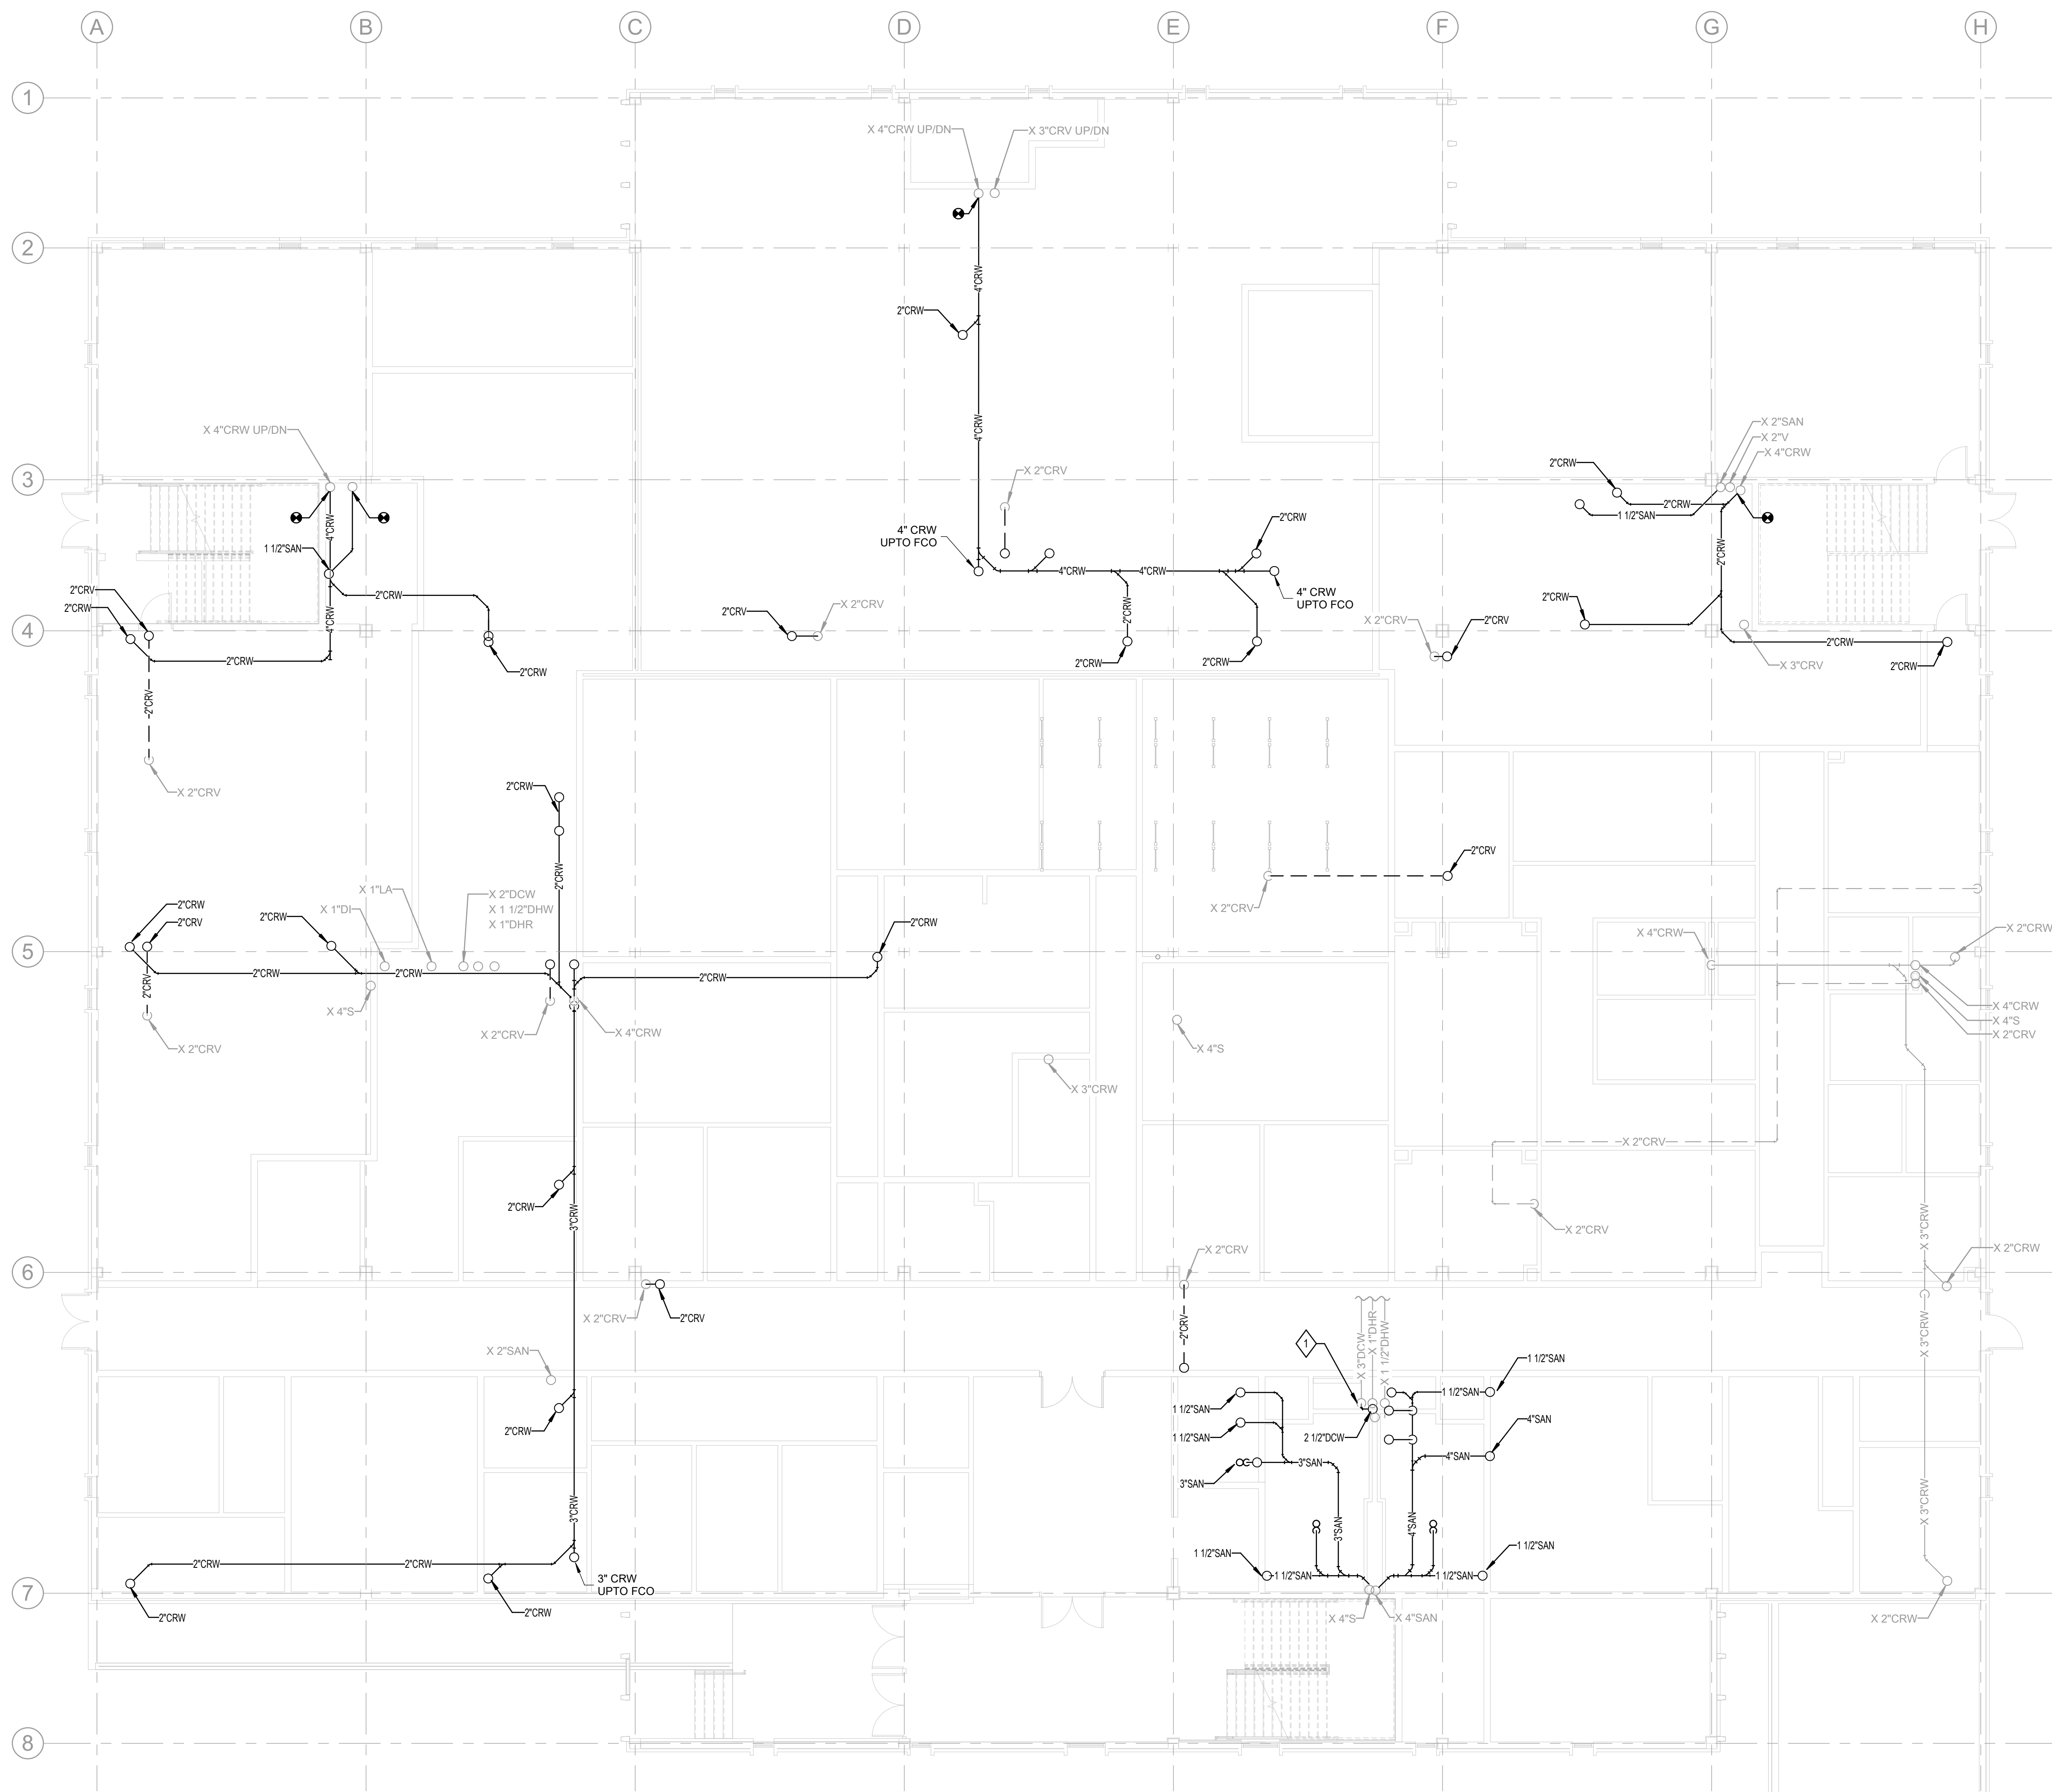 A B C D E F G H
1
X 4"CRW UP/DN
X 3"CRV UP/DN
2
4"CRW
2"CRW
X 4"CRW UP/DN
4"CRW
X 2"SAN
X 2"V
X 4"CRW
2"CRW
X 2"CRV
3
2"CRW
1 1/2"SAN
2"CRW
4" CRW
UPTO FCO
4"CRW
1 1/2"SAN
2"CRW
4"CRW
4"CRW
2"CRV
2"CRW
2"CRW
4" CRW
UPTO FCO
2"CRW
2"CRW
4"CRW
2"CRV
X 2"CRV
X 2"CRV
2"CRV
4
2"CRW
2"CRW
2"CRW
2"CRW
2"CRW
2"CRW
X 3"CRV
2"CRW
2"CRV
X 2"CRV
2"CRW
2"CRV
2"CRW
X 1"LA
X 2"DCW
X 1 1/2"DHW
X 1"DHR
2"CRW
2"CRV
X 1"DI
2"CRW
2"CRW
X 2"CRV
X 4"CRW
X 2"CRW
5
2"CRW
2"CRW
2"CRW
2"CRV
X 4"S
X 2"CRV
X 4"CRW
X 4"CRW
X 4"S
X 2"CRV
X 2"CRV
X 4"S
X 3"CRW
X 2"CRV
2"CRW
3"CRW
X 2"CRV
X 3"CRW
X 2"CRV
X 2"CRW
6
X 2"CRV
2"CRV
2"CRV
1
X 3"DCW
X 1"DHR
X 1 1/2"DHW
X 3"CRW
X 2"SAN
1 1/2"SAN
1 1/2"SAN
1 1/2"SAN
2"CRW
4"SAN
1 1/2"SAN
2 1/2"DCW
3"SAN
4"SAN
3"SAN
3"CRW
X 3"CRW
3"SAN
4"SAN
1 1/2"SAN
1 1/2"SAN
2"CRW
2"CRW
1 1/2"SAN
1 1/2"SAN
3" CRW
UPTO FCO
7
2"CRW
2"CRW
X 4"S
X 4"SAN
X 2"CRW
8